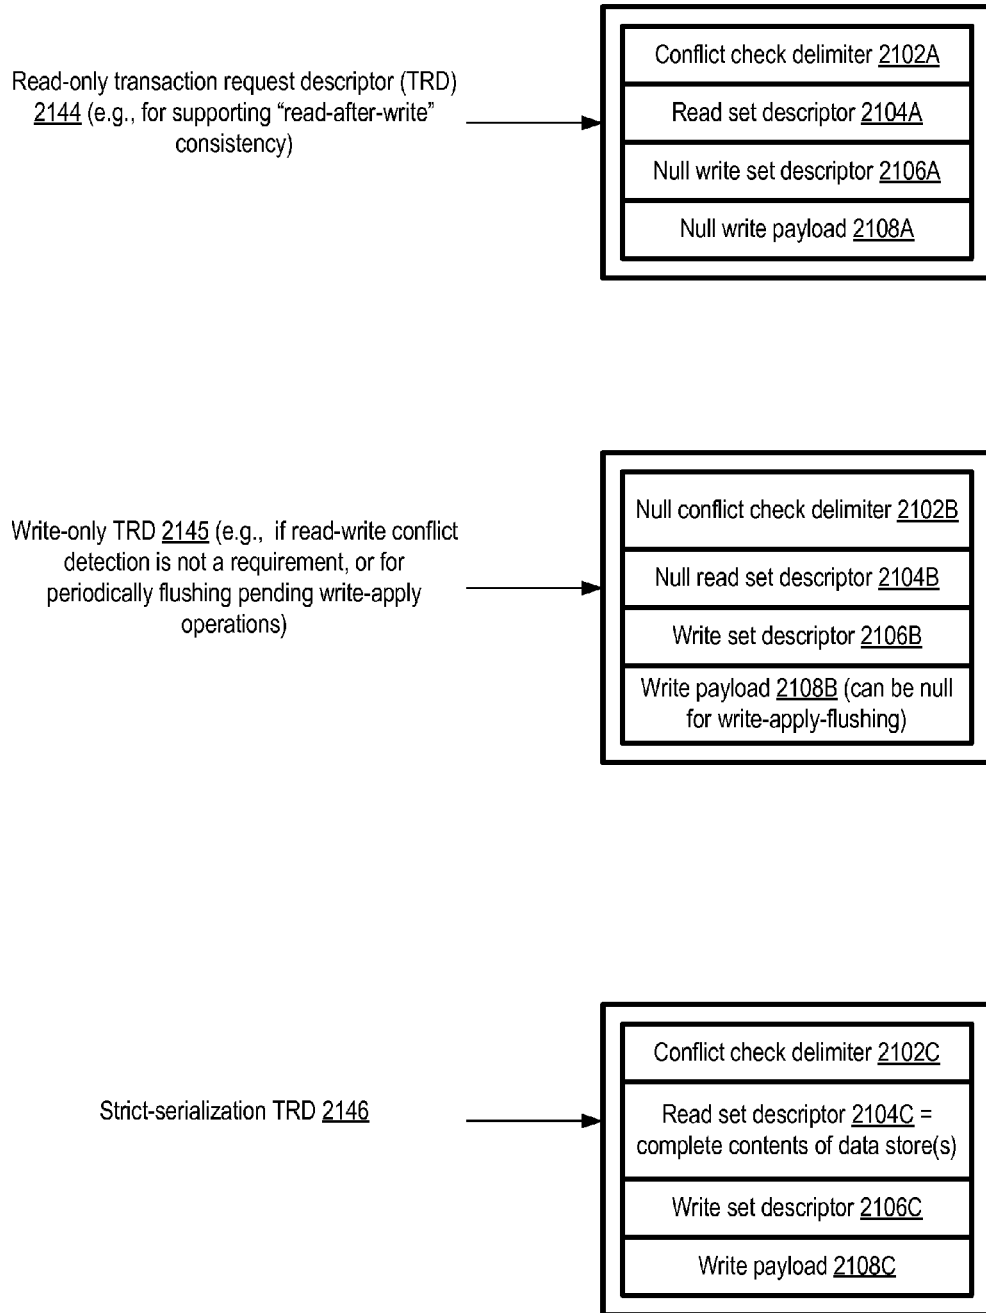 Read-only transaction request descriptor (TRD)
2144 (e.g., for supporting “read-after-write”
consistency)
Conflict check delimiter 2102A
Read set descriptor 2104A
Null write set descriptor 2106A
Null write payload 2108A
Write-only TRD 2145 (e.g.,  if read-write conflict
detection is not a requirement, or for
periodically flushing pending write-apply
operations)
Null conflict check delimiter 2102B
Null read set descriptor 2104B
Write set descriptor 2106B
Write payload 2108B (can be null
for write-apply-flushing)
Strict-serialization TRD 2146
Conflict check delimiter 2102C
Read set descriptor 2104C =
complete contents of data store(s)
Write set descriptor 2106C
Write payload 2108C